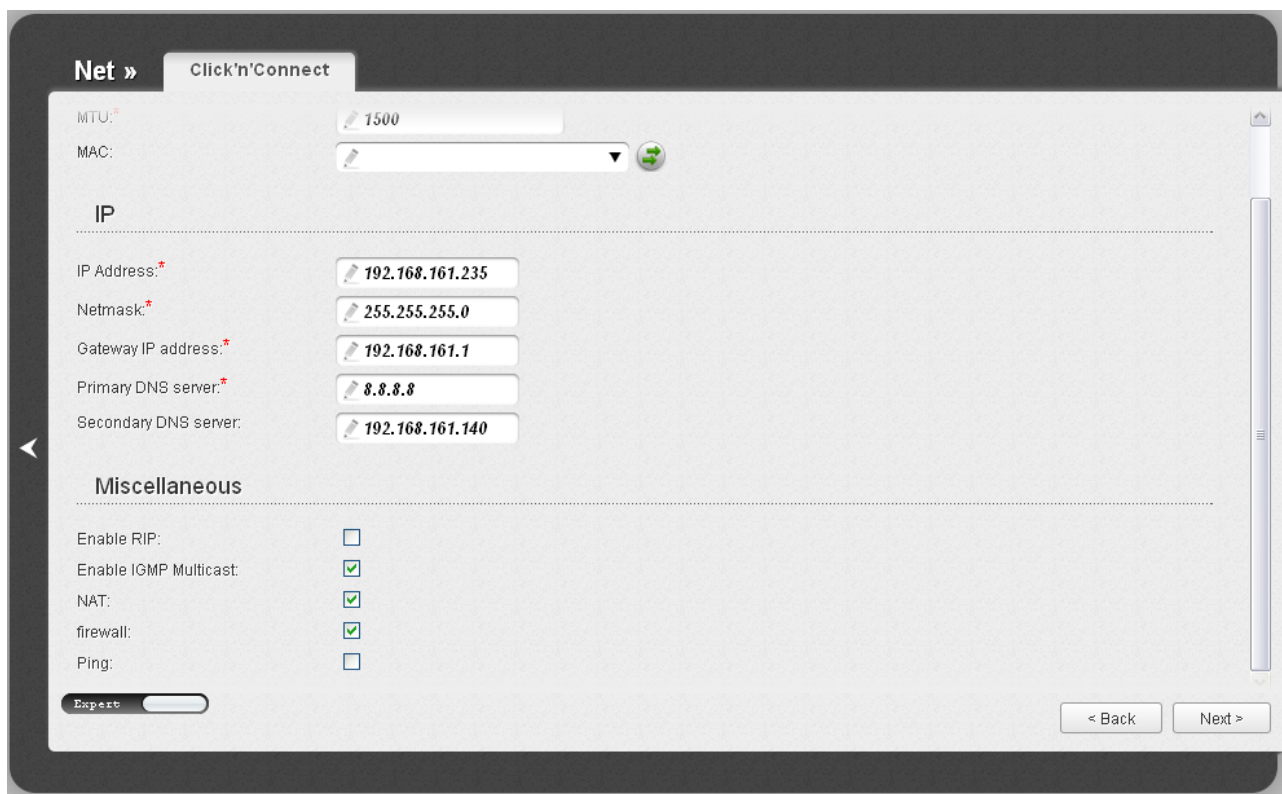 Net » Click'n'Connect
MTU:* 1500
MAC:
IP
IP Address:* 192.168.161.235
Netmask:* 255.255.255.0
Gateway IP address:* 192.168.161.1
Primary DNS server:* 8.8.8.8
Secondary DNS server: 192.168.161.140
Miscellaneous
Enable RIP:
Enable IGMP Multicast:
NAT:
firewall:
Ping:
Expert
< Back Next >